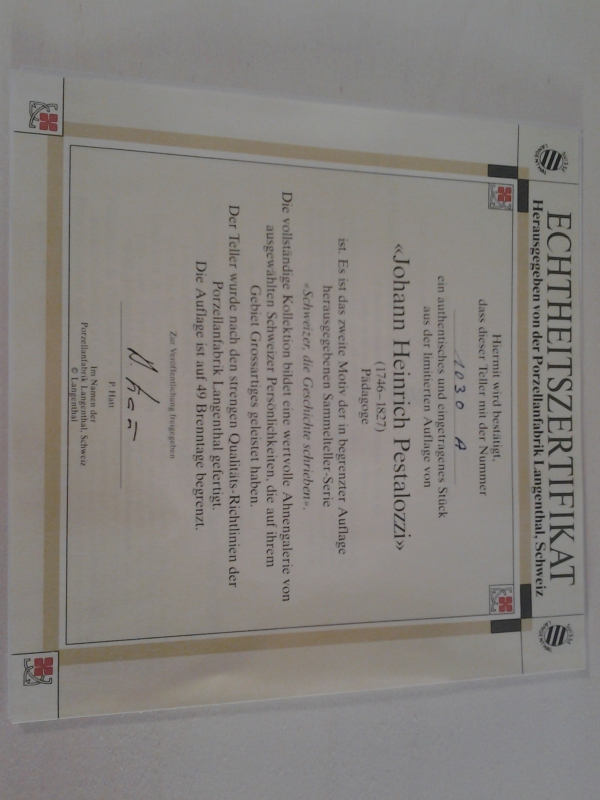 ECHTHEITSZERTIFIKAT
Herausgegeben von der Porzellanfabrik Langenthal, Schweiz
Hiermit wird bestätigt,
dass dieser Teller mit der Nummer
1030 A
ein authentisches und eingetragenes Stück
aus der limitierten Auflage von
«Johann Heinrich Pestalozzi»
(1746–1827)
Pädagoge
ist. Es ist das zweite Motiv der in begrenzter Auflage
herausgegebenen Sammelteller-Serie
«Schweizer, die Geschichte schrieben».
Die vollständige Kollektion bildet eine wertvolle Ahnengalerie von
ausgewählten Schweizer Persönlichkeiten, die auf ihrem
Gebiet Grossartiges geleistet haben.
Der Teller wurde nach den strengen Qualitäts-Richtlinien der
Porzellanfabrik Langenthal gefertigt.
Die Auflage ist auf 49 Brenntage begrenzt.
Zur Veröffentlichung freigegeben
P. Hatt
Im Namen der
Porzellanfabrik Langenthal, Schweiz
© Langenthal